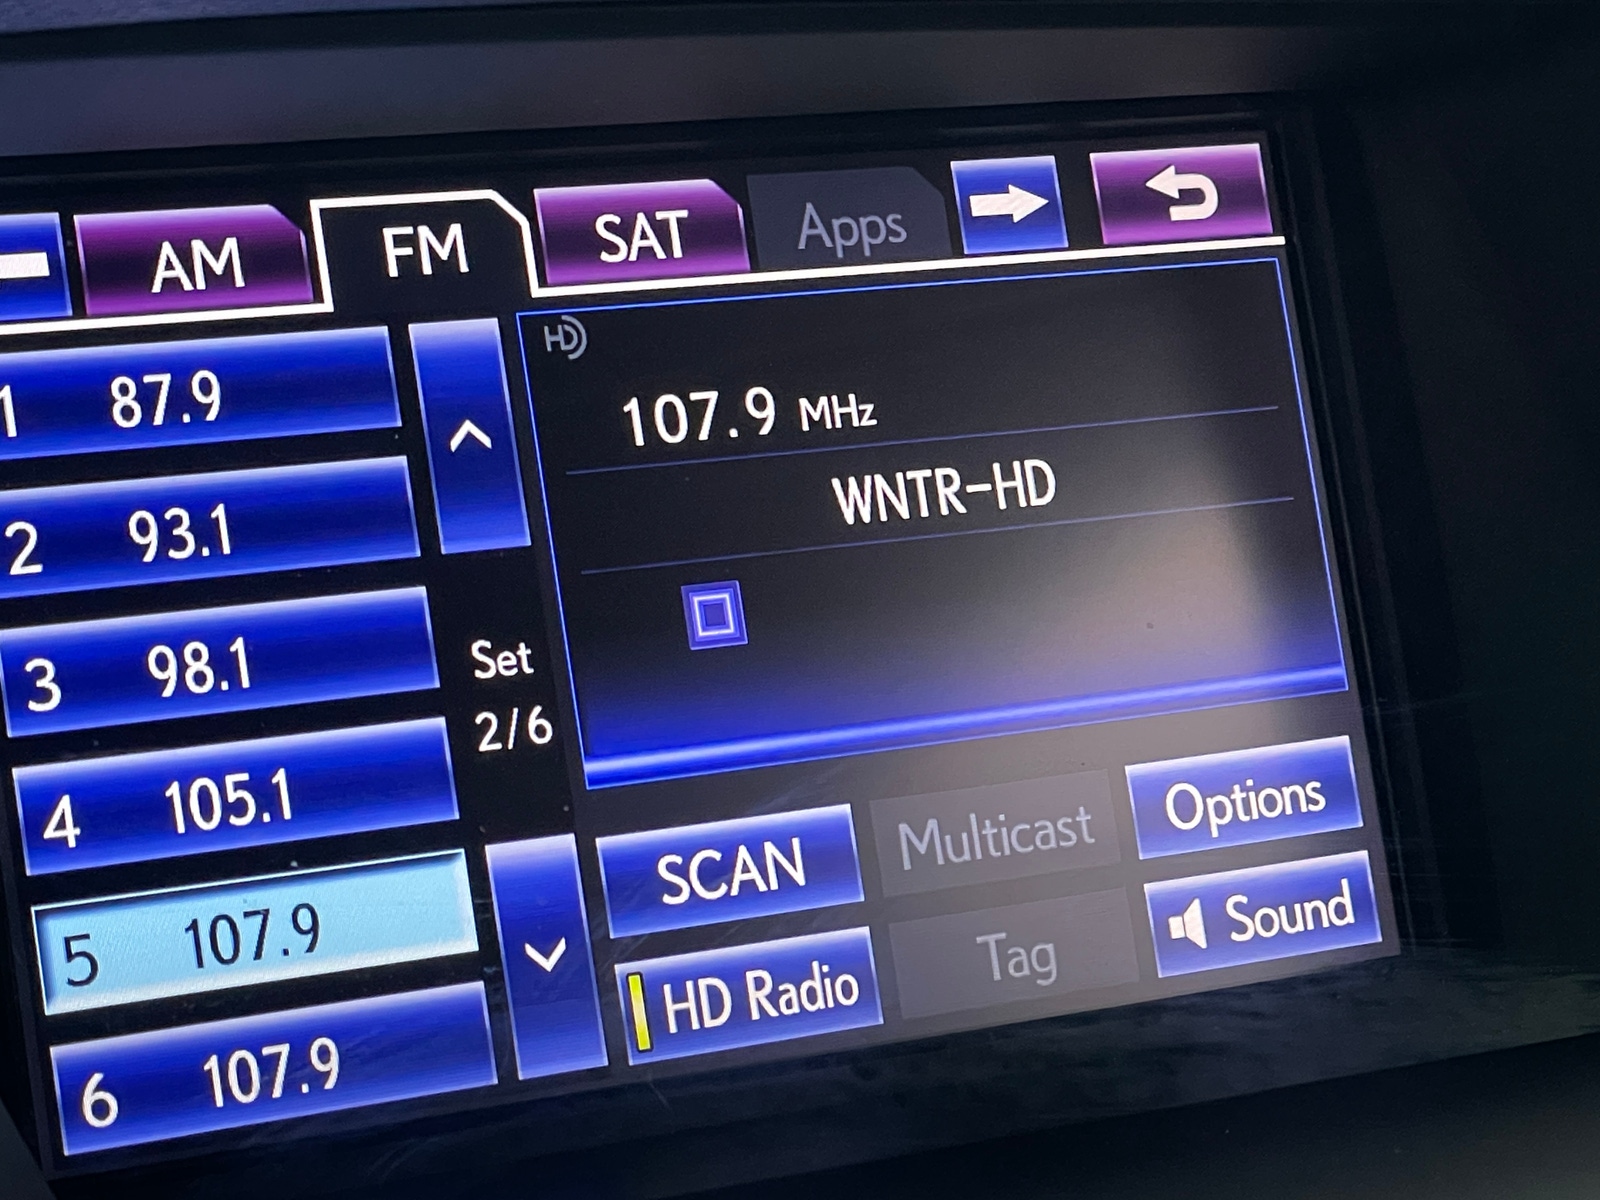 AM
FM
SAT
Apps
1 87.9
2 93.1
3 98.1
4 105.1
5 107.9
6 107.9
Set
2/6
HD
107.9 MHz
WNTR-HD
SCAN
Multicast
Options
HD Radio
Tag
Sound